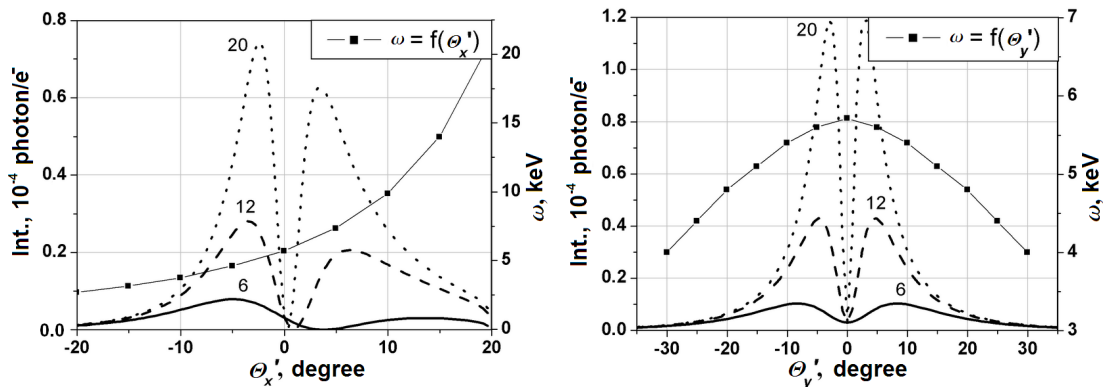 ω = f(Θx')
20
12
6
0.8
0.6
0.4
0.2
0.0
Int., 10⁻⁴ photon/e⁻
20
15
10
5
0
ω, keV
-20 -10 0 10 20
Θx', degree
ω = f(Θy')
20
12
6
1.2
1.0
0.8
0.6
0.4
0.2
0.0
Int., 10⁻⁴ photon/e⁻
7
6
5
4
3
ω, keV
-30 -20 -10 0 10 20 30
Θy', degree